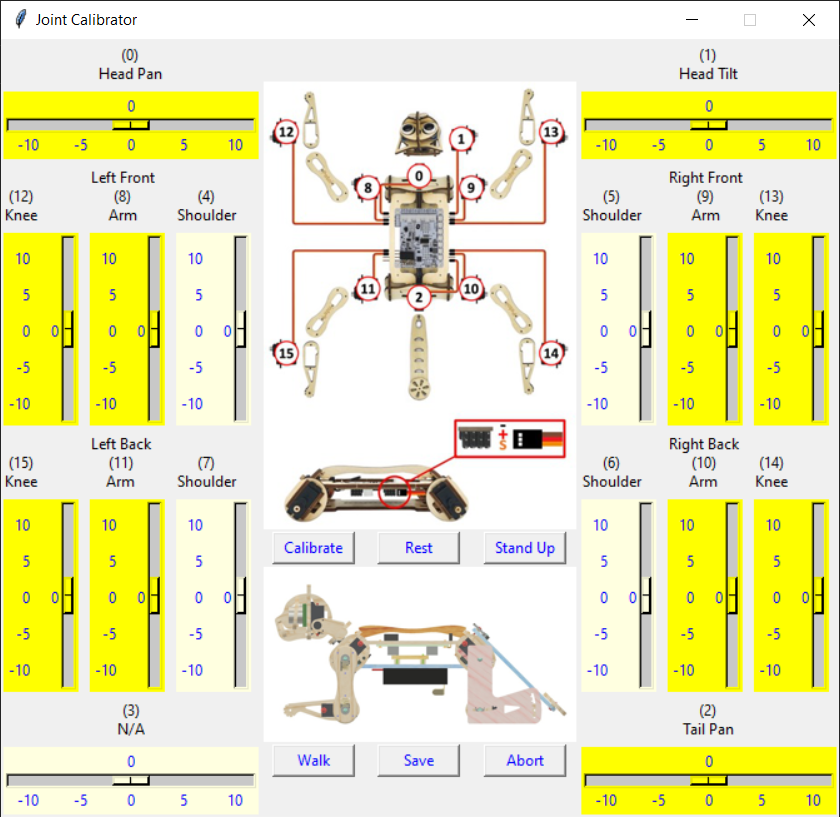 Joint Calibrator
(0)
Head Pan
0
-10 -5 0 5 10
(1)
Head Tilt
0
-10 -5 0 5 10
Left Front
(12) (8) (4)
Knee Arm Shoulder
10 10 10
5 5 5
0 0 0 0 0 0
-5 -5 -5
-10 -10 -10
Right Front
(5) (9) (13)
Shoulder Arm Knee
10 10 10
5 5 5
0 0 0 0 0 0
-5 -5 -5
-10 -10 -10
12 1 13
0
8 9
11 10
2
15 14
-
+
S
Left Back
(15) (11) (7)
Knee Arm Shoulder
10 10 10
5 5 5
0 0 0 0 0 0
-5 -5 -5
-10 -10 -10
Right Back
(6) (10) (14)
Shoulder Arm Knee
10 10 10
5 5 5
0 0 0 0 0 0
-5 -5 -5
-10 -10 -10
Calibrate Rest Stand Up
(3)
N/A
0
-10 -5 0 5 10
Walk Save Abort
(2)
Tail Pan
0
-10 -5 0 5 10